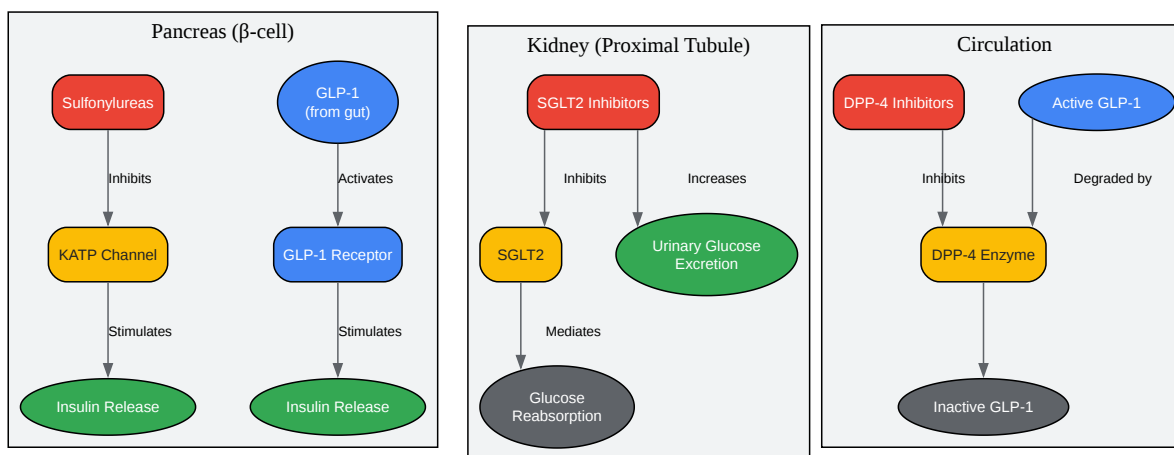 Pancreas (β-cell)
Sulfonylureas
GLP-1
(from gut)
Inhibits
Activates
KATP Channel
GLP-1 Receptor
Stimulates
Stimulates
Insulin Release
Insulin Release
Kidney (Proximal Tubule)
SGLT2 Inhibitors
Inhibits
Increases
SGLT2
Urinary Glucose
Excretion
Mediates
Glucose
Reabsorption
Circulation
DPP-4 Inhibitors
Active GLP-1
Inhibits
Degraded by
DPP-4 Enzyme
Inactive GLP-1